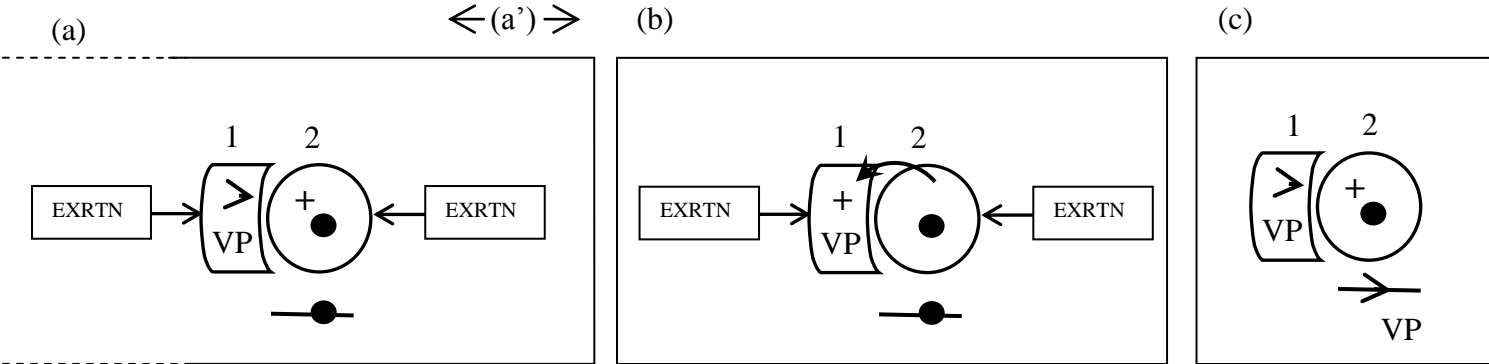 (a) (a') (b) (c)
1 2 1 2 1 2
EXRTN + EXRTN EXRTN + EXRTN +
VP VP VP
VP